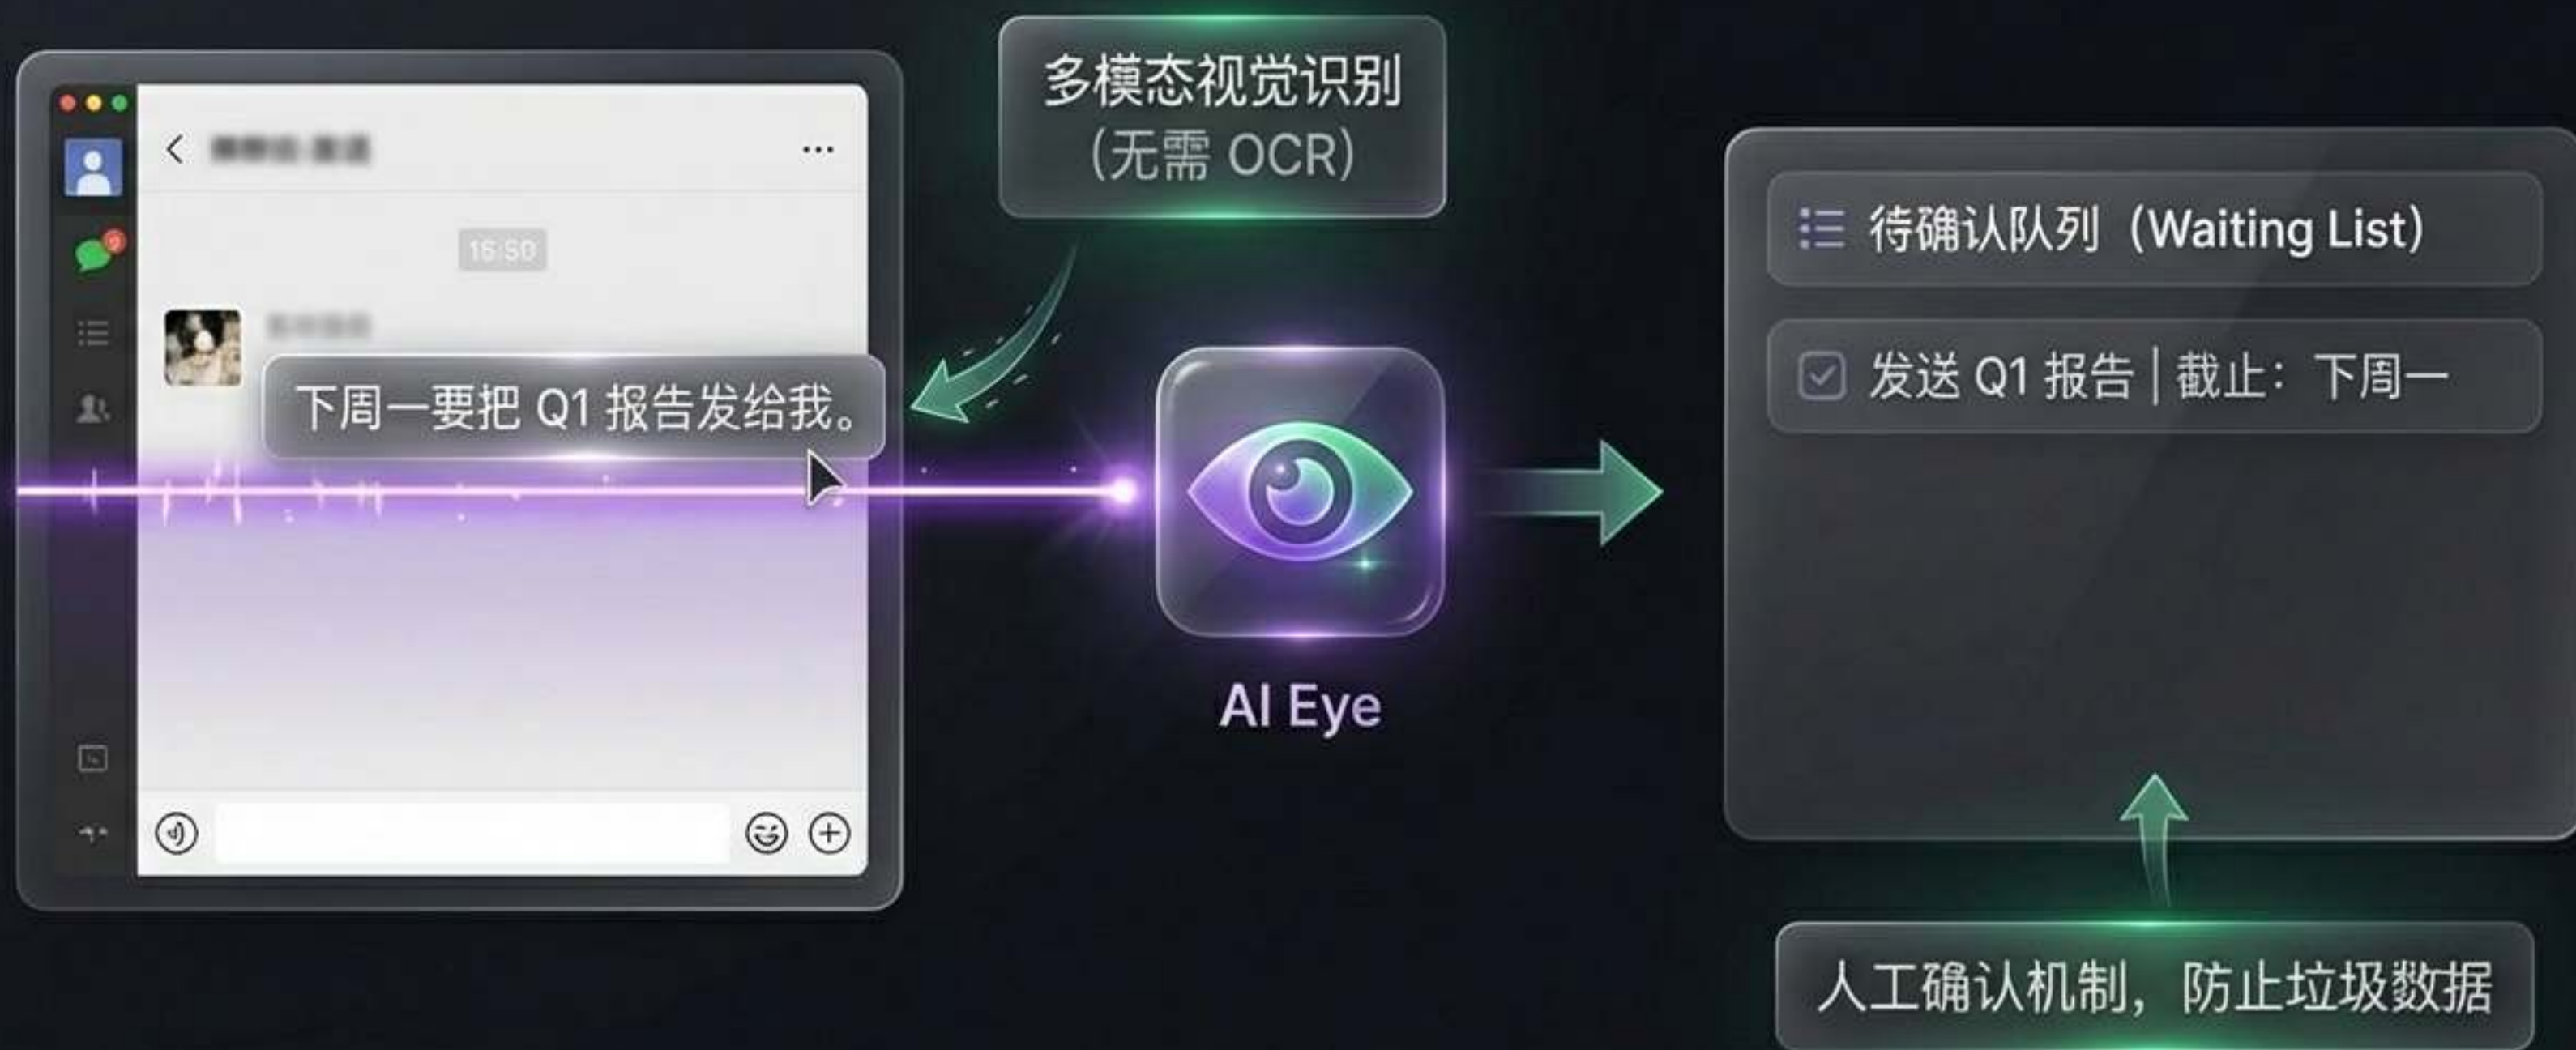 多模态视觉识别
(无需 OCR)
16:50
下周一要把 Q1 报告发给我。
AI Eye
待确认队列（Waiting List）
发送 Q1 报告 | 截止：下周一
人工确认机制，防止垃圾数据